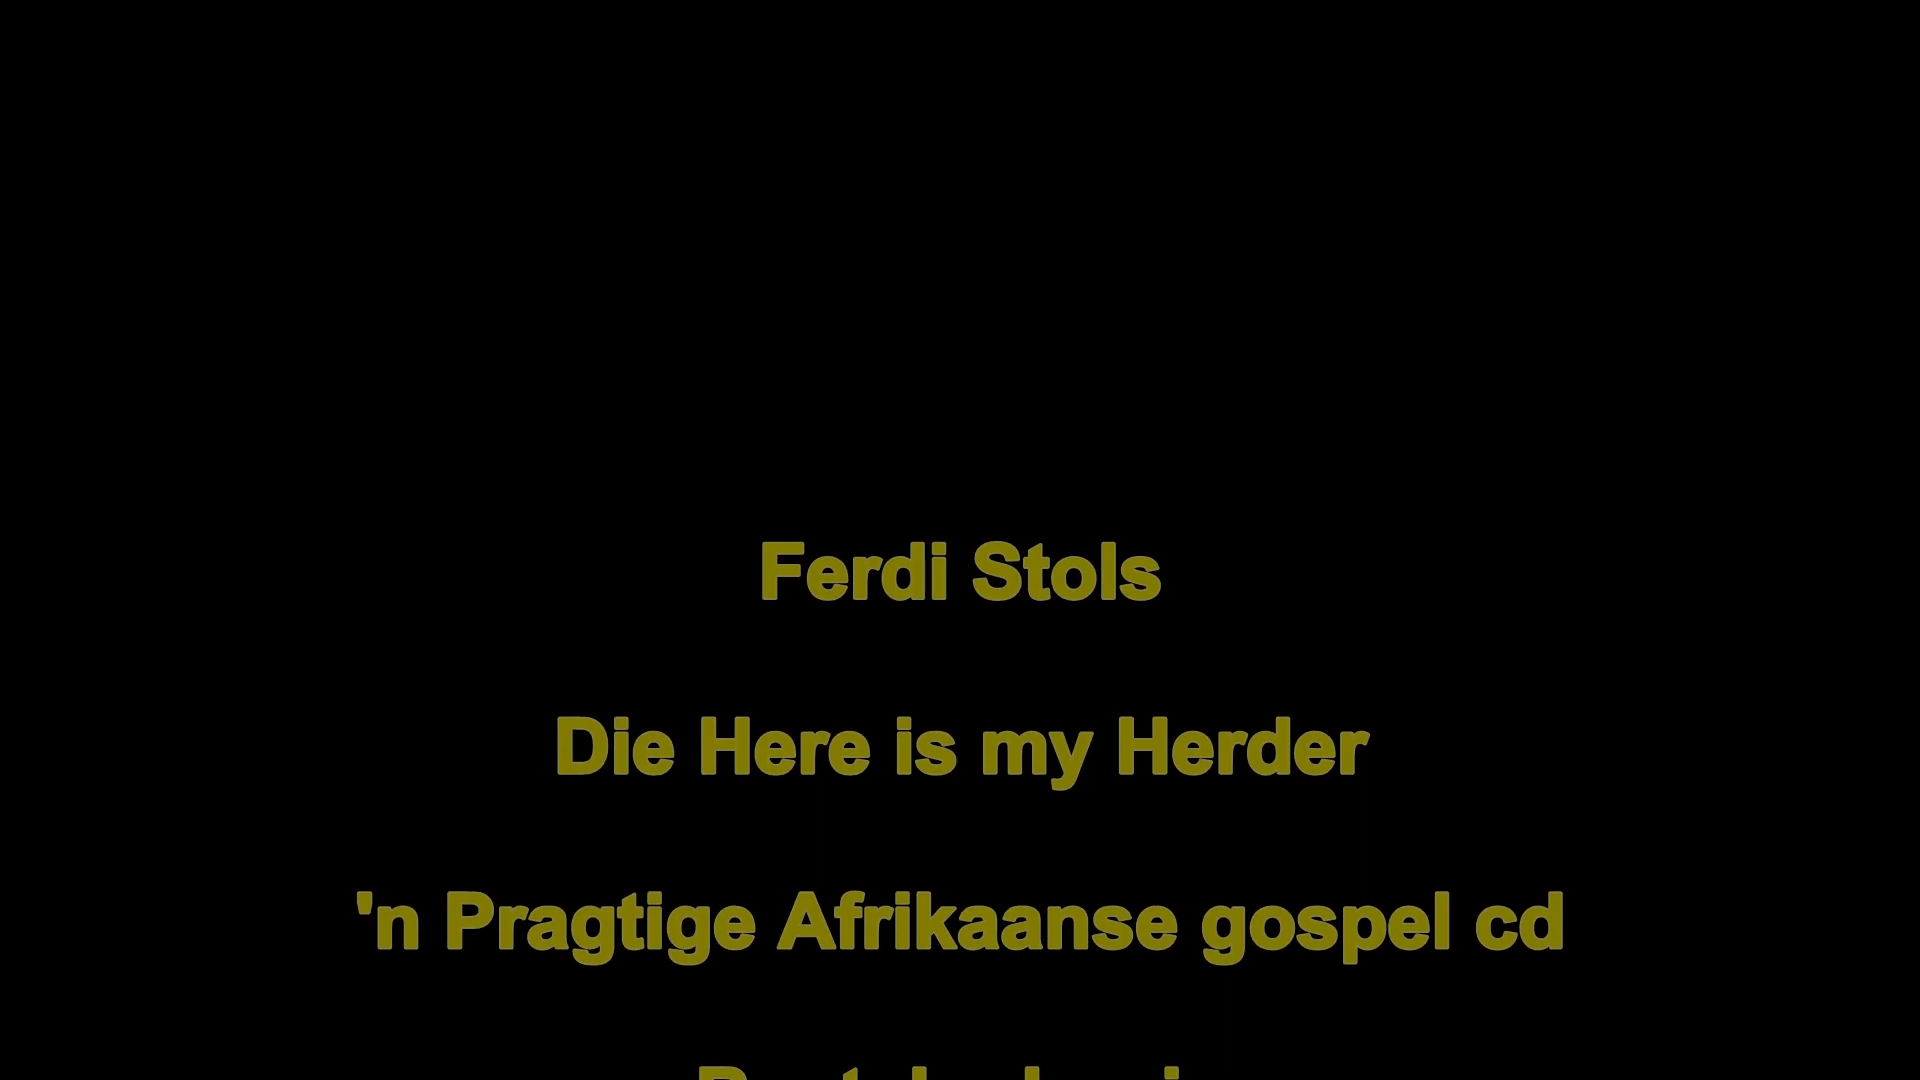 Ferdi Stols
Die Here is my Herder
'n Pragtige Afrikaanse gospel cd